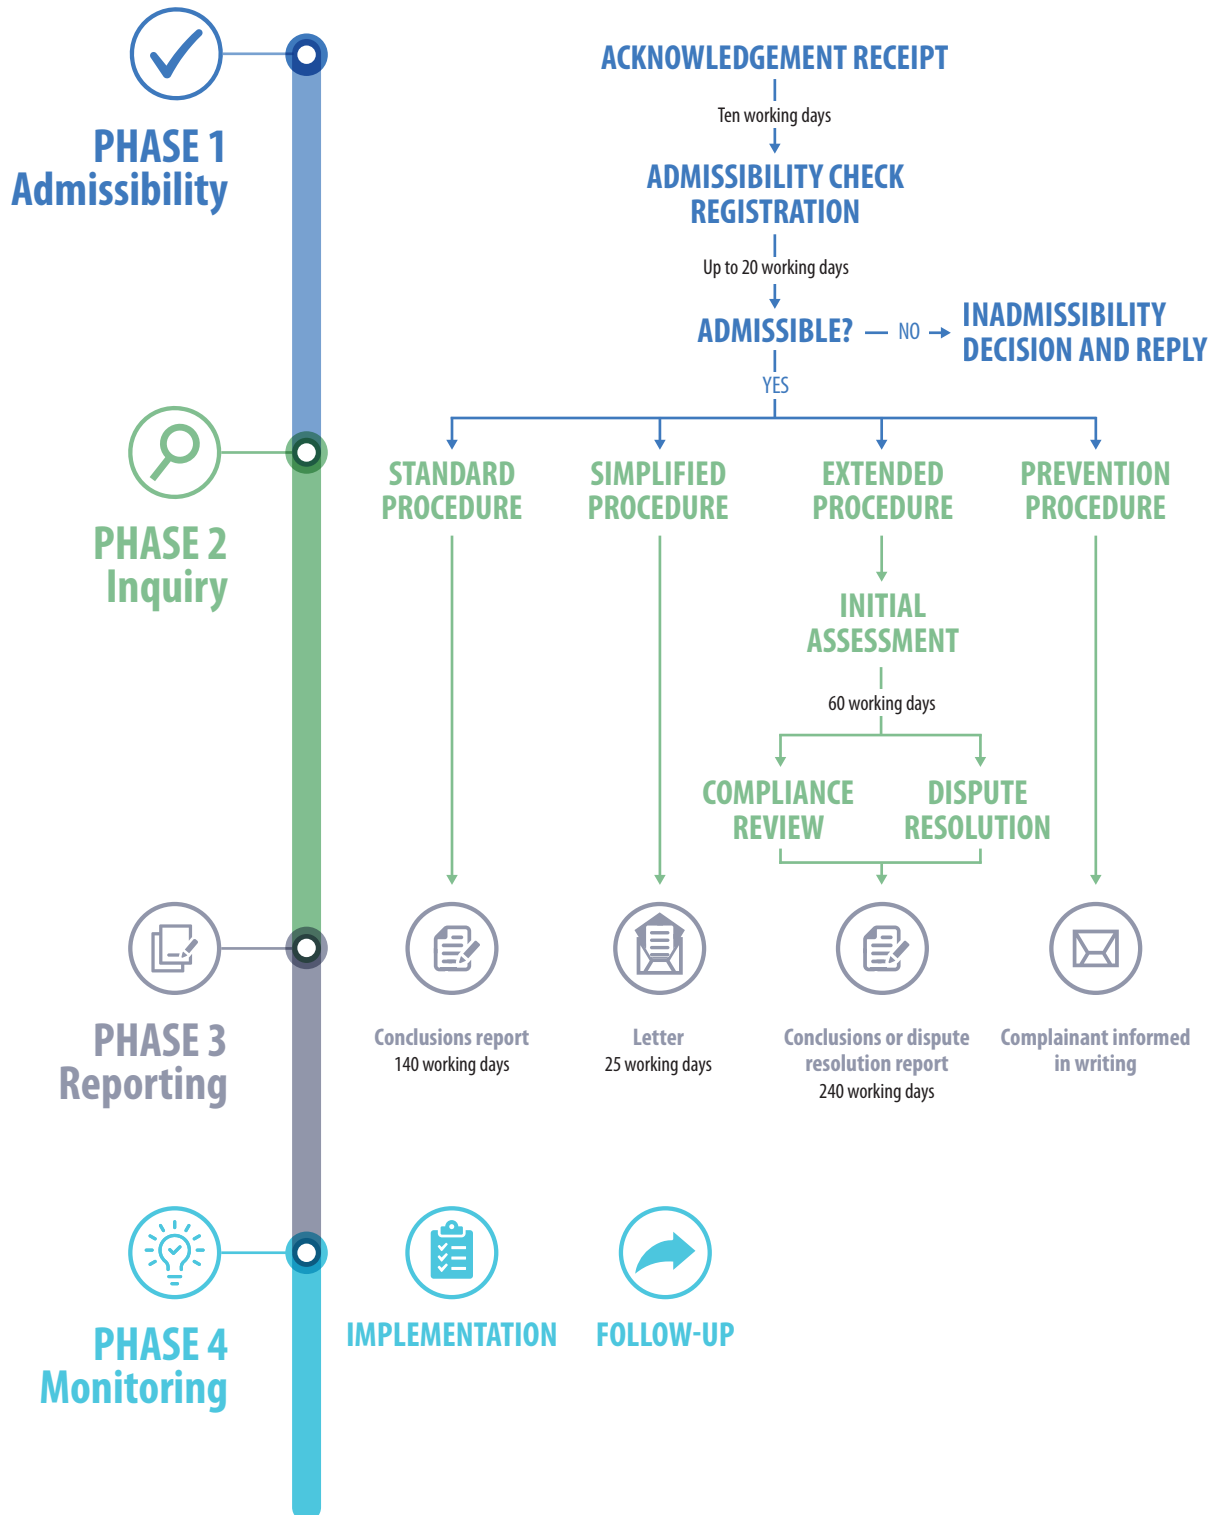 PHASE 1
Admissibility
ACKNOWLEDGEMENT RECEIPT
Ten working days
ADMISSIBILITY CHECK
REGISTRATION
Up to 20 working days
ADMISSIBLE?
NO
INADMISSIBILITY
DECISION AND REPLY
YES
PHASE 2
Inquiry
STANDARD
PROCEDURE
SIMPLIFIED
PROCEDURE
EXTENDED
PROCEDURE
PREVENTION
PROCEDURE
INITIAL
ASSESSMENT
60 working days
COMPLIANCE
REVIEW
DISPUTE
RESOLUTION
PHASE 3
Reporting
Conclusions report
140 working days
Letter
25 working days
Conclusions or dispute
resolution report
240 working days
Complainant informed
in writing
PHASE 4
Monitoring
IMPLEMENTATION
FOLLOW-UP